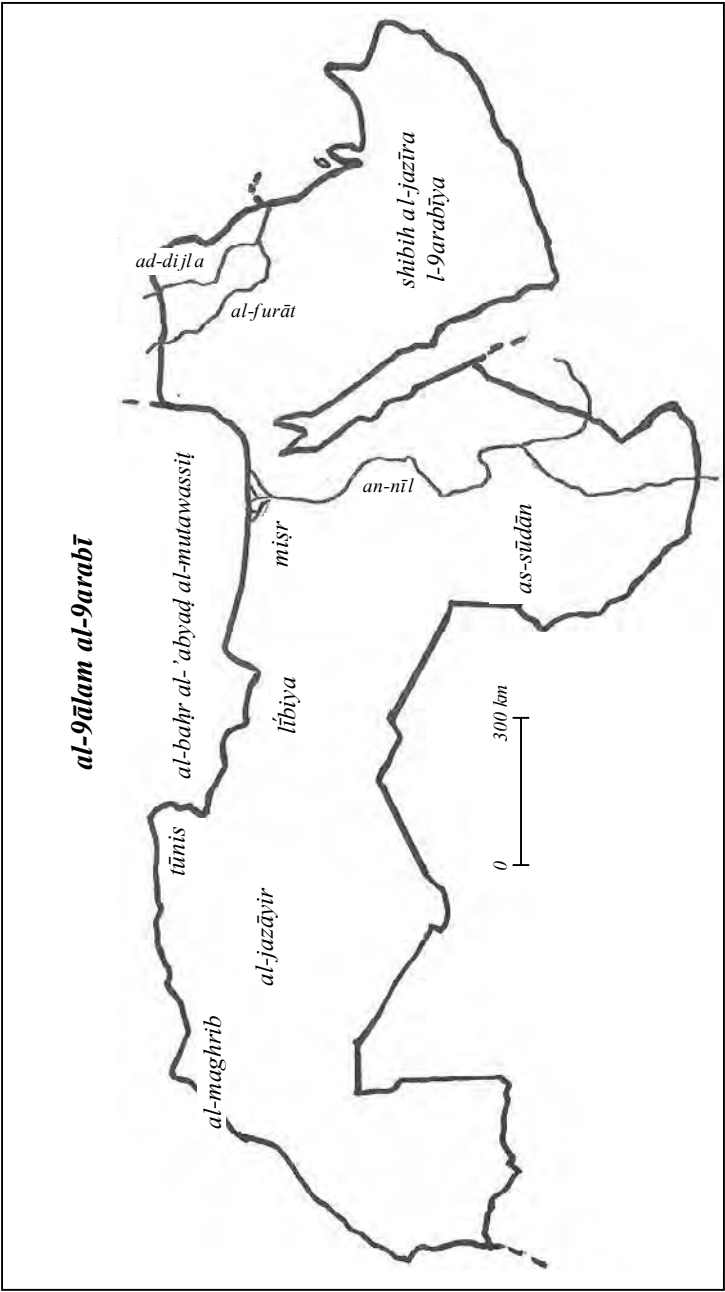 al-9ālam al-9arabī
al-baḥr al-’abyaḍ al-mutawassiṭ
ad-dijla
al-furāt
shibih al-jazīra
l-9arabīya
an-nīl
miṣr
as-sūdān
lībiya
tūnis
al-jazāyir
al-maghrib
0 300 km